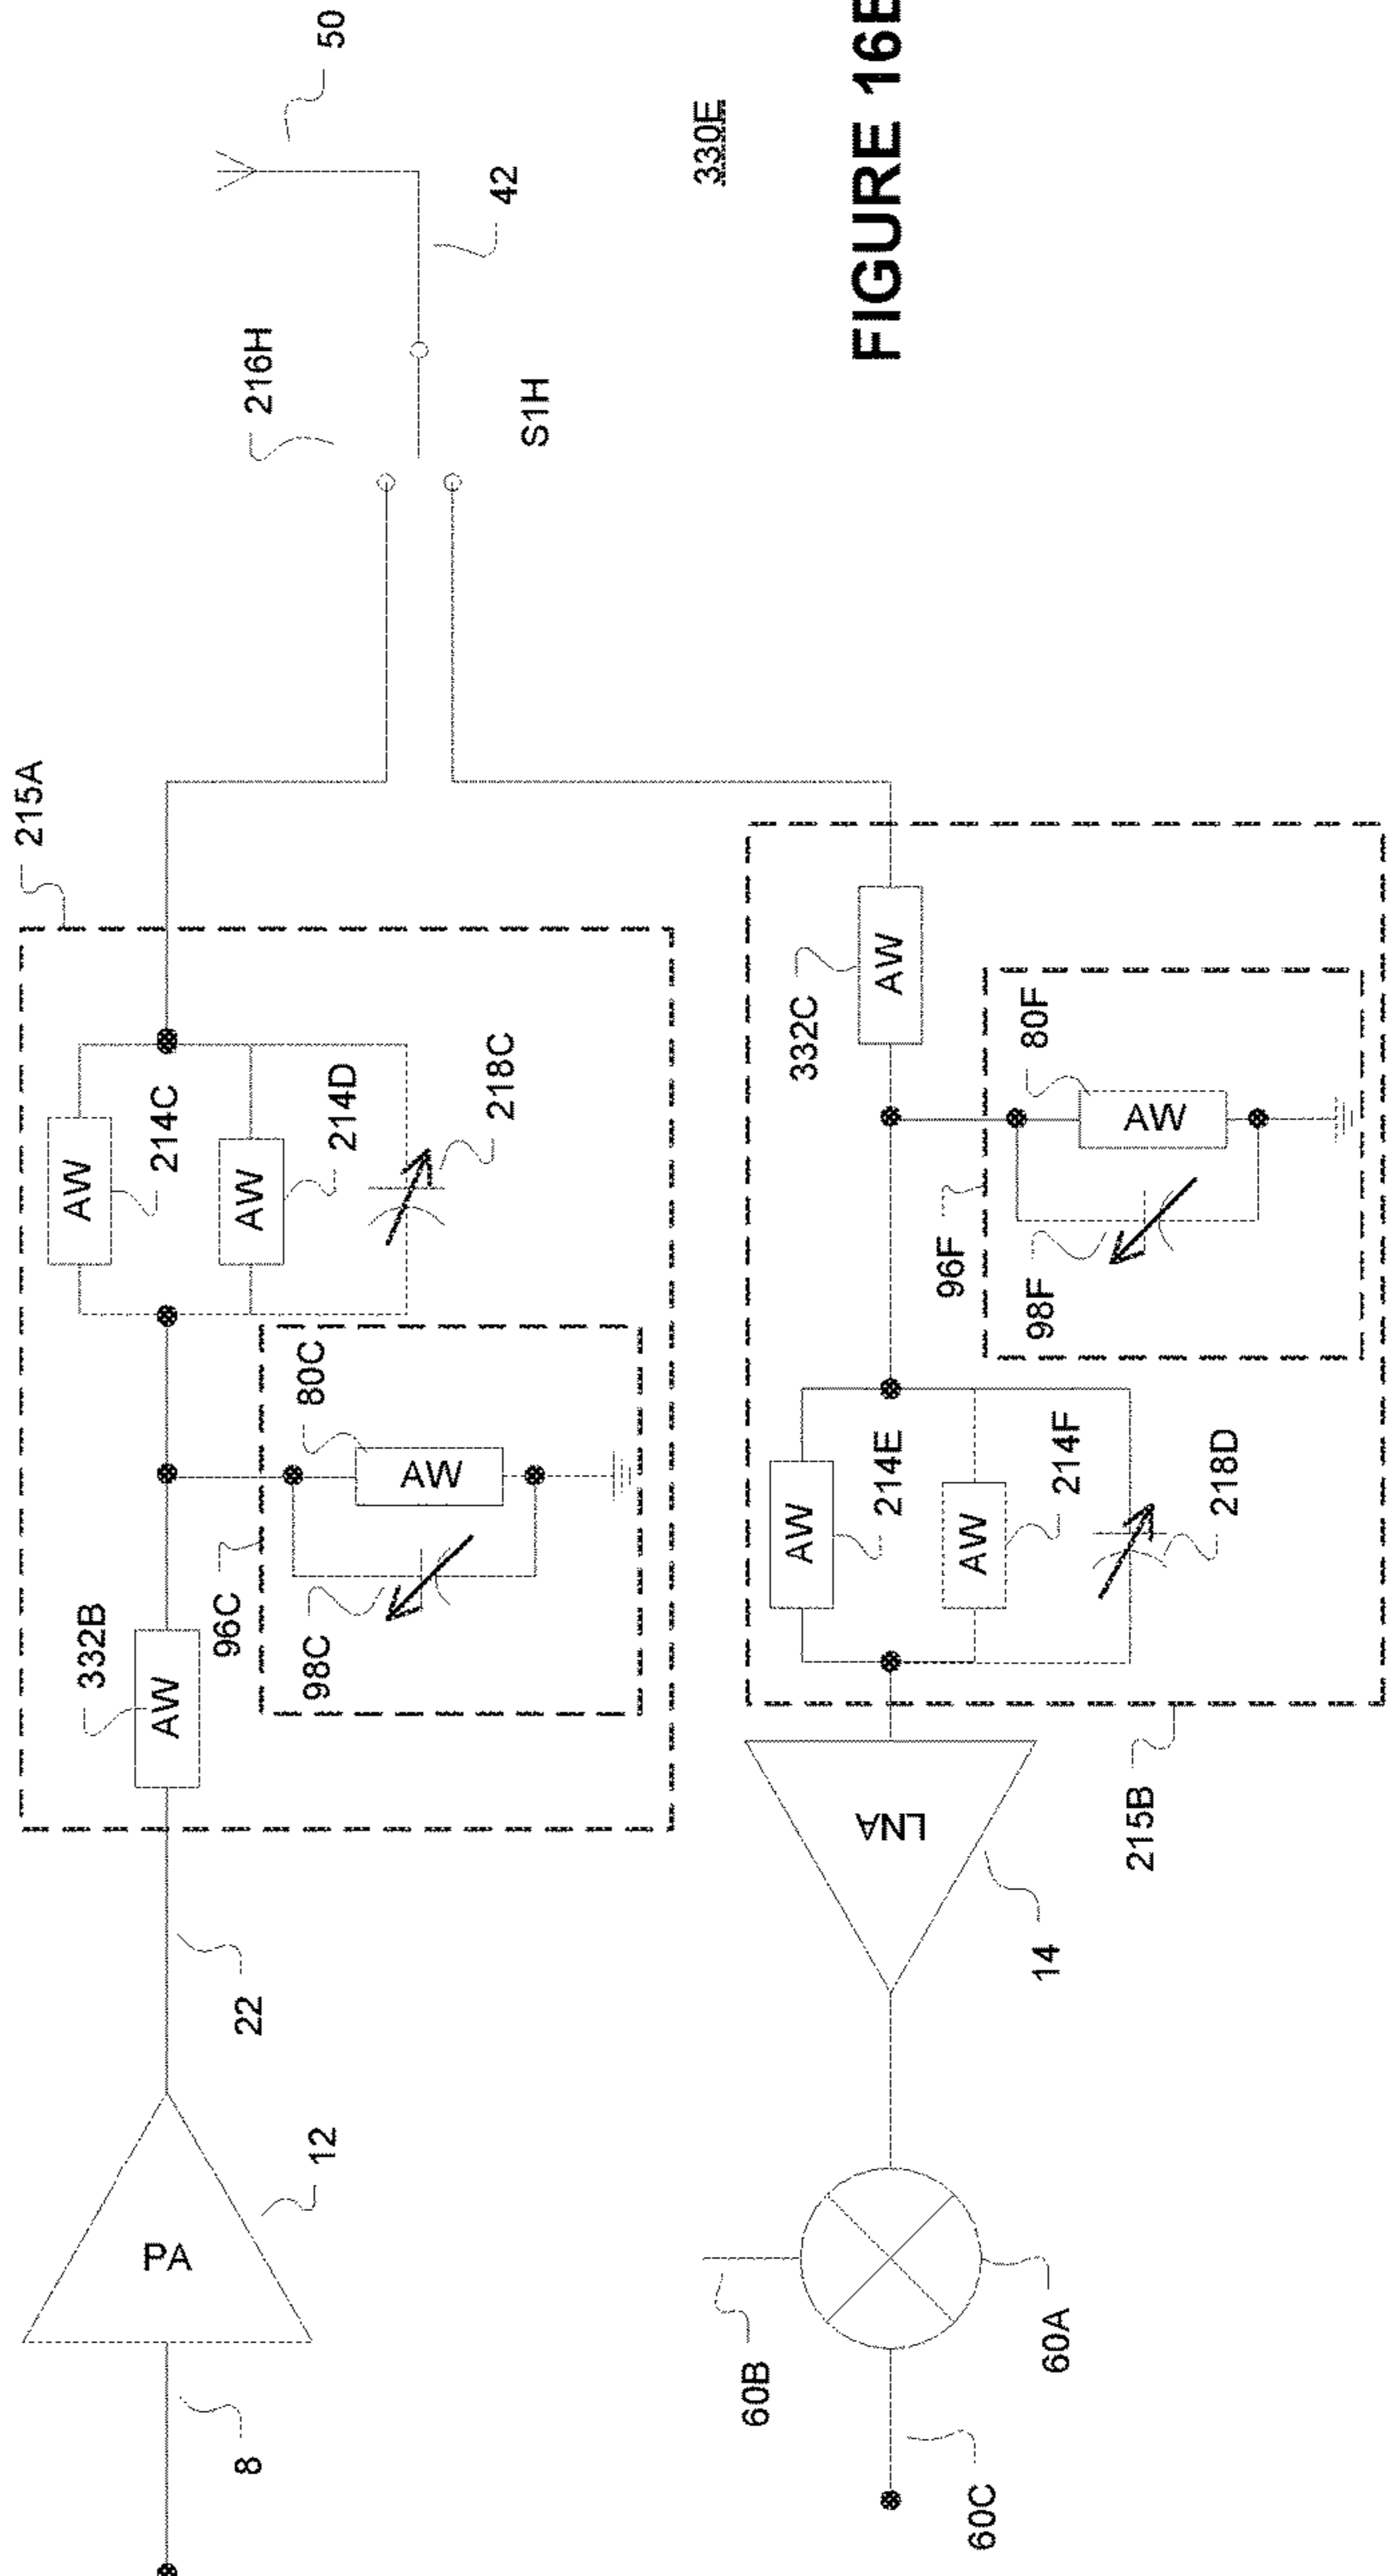 215A
AW
AW
332B
AW
214C
PA
8
12
22
96C
98C
80C
AW
AW
214D
218C
216H
50
42
S1H
330E
60B
60C
60A
LNA
14
AW
214E
332C
AW
AW
214F
96F
98F
80F
AW
215B
218D
FIGURE 16E